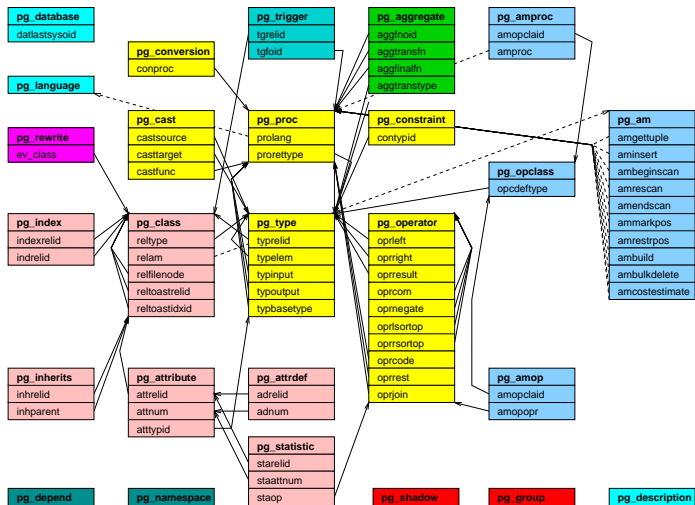 pg_database
datlastsysoid
pg_conversion
conproc
pg_trigger
tgrelid
tgfoid
pg_aggregate
aggfnoid
aggtransfn
aggfinalfn
aggtranstype
pg_amproc
amopclaid
amproc
pg_language
pg_rewrite
ev_class
pg_cast
castsource
casttarget
castfunc
pg_proc
prolang
prorettype
pg_constraint
contypid
pg_opclass
opcdeftype
pg_am
amgettuple
aminsert
ambeginscan
amrescan
amendscan
ammarkpos
amrestrpos
ambuild
ambulkdelete
amcostestimate
pg_index
indexrelid
indrelid
pg_class
reltype
relam
relfilenode
reltoastrelid
reltoastidxid
pg_type
typrelid
typelem
typinput
typoutput
typbasetype
pg_operator
oprleft
oprright
oprresult
oprcom
oprnegate
oprlsortop
oprrsortop
oprcode
oprrest
oprjoin
pg_inherits
inhrelid
inhparent
pg_attribute
attrelid
attnum
atttypid
pg_attrdef
adrelid
adnum
pg_amop
amopclaid
amopopr
pg_statistic
starelid
staattnum
staop
pg_depend
pg_namespace
pg_shadow
pg_group
pg_description